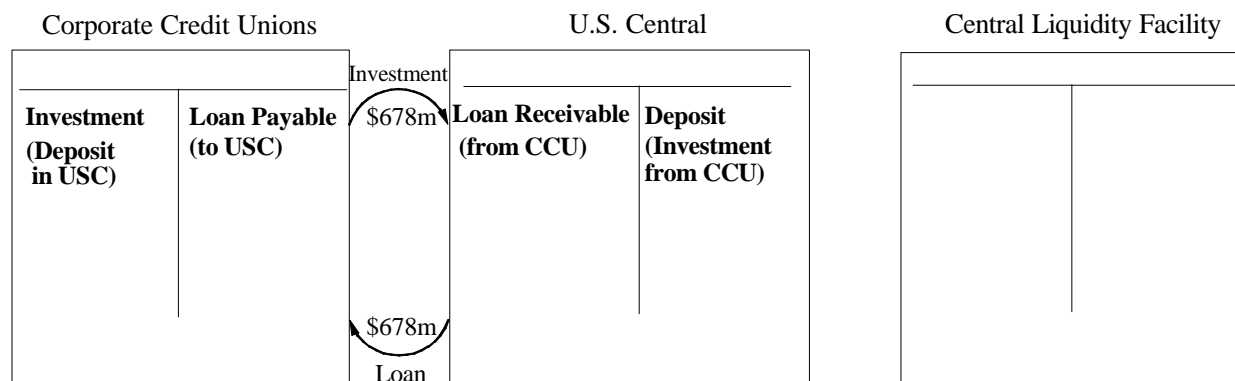 Corporate Credit Unions
U.S. Central
Central Liquidity Facility
Investment
$678m
Investment
(Deposit
in USC)
Loan Payable
(to USC)
Loan Receivable
(from CCU)
Deposit
(Investment
from CCU)
$678m
Loan